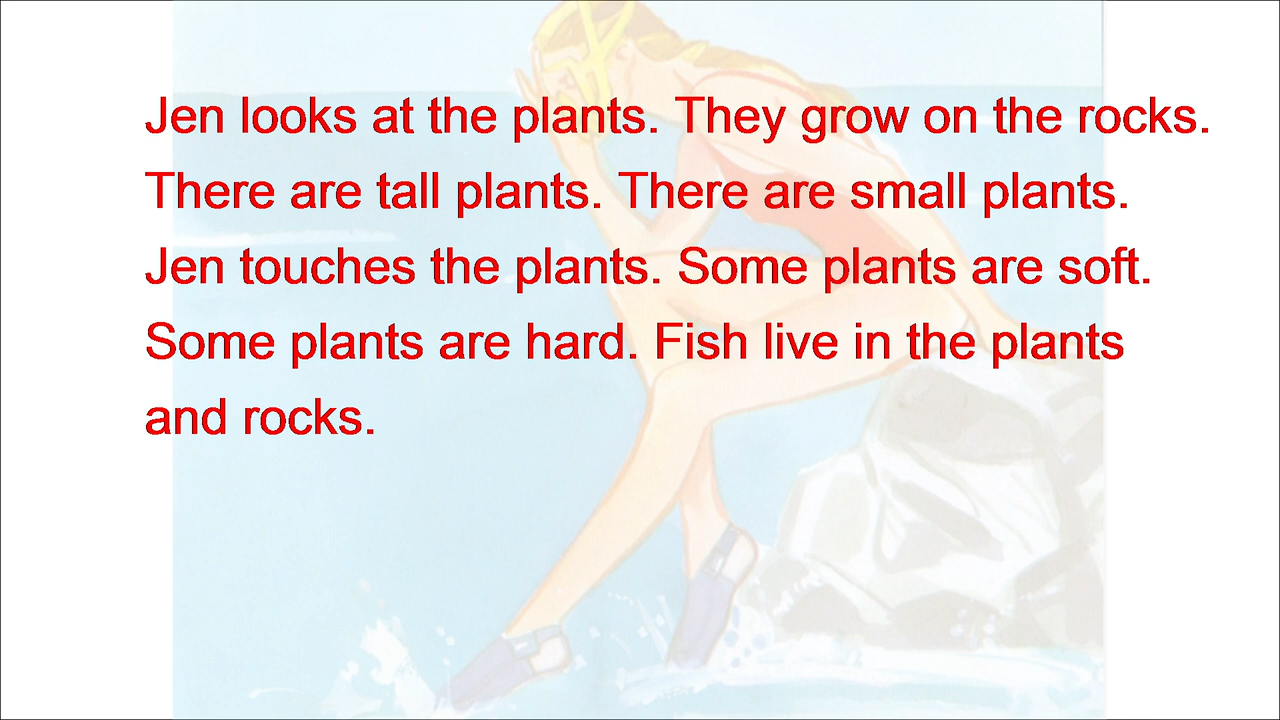 Jen looks at the plants. They grow on the rocks.
There are tall plants. There are small plants.
Jen touches the plants. Some plants are soft.
Some plants are hard. Fish live in the plants
and rocks.